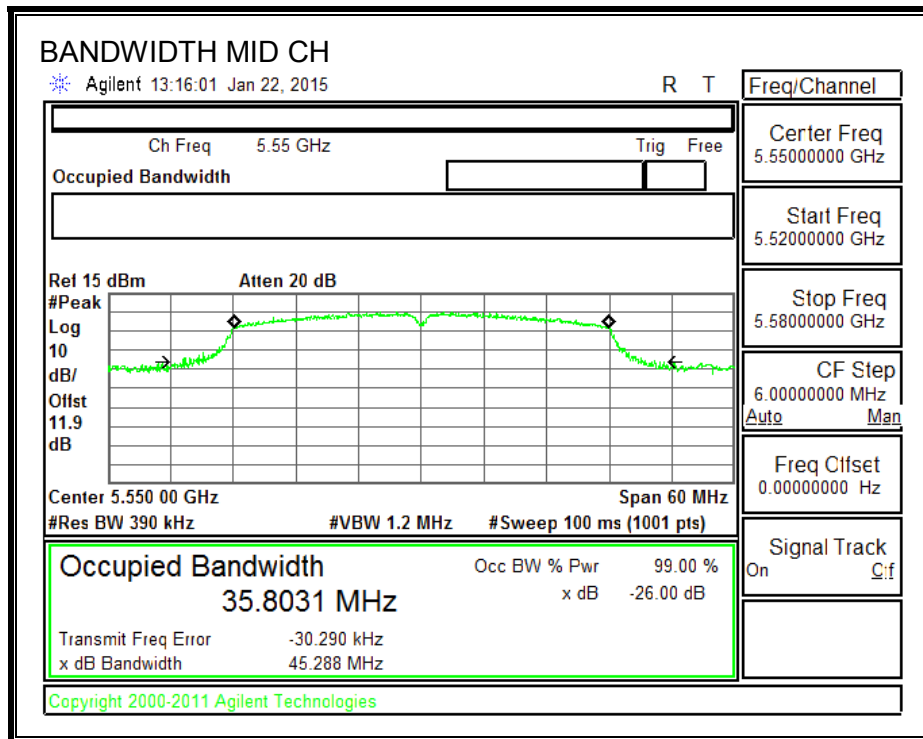 BANDWIDTH MID CH
Agilent 13:16:01 Jan 22, 2015 R T
Ch Freq 5.55 GHz Trig Free
Occupied Bandwidth
Ref 15 dBm Atten 20 dB
#Peak
Log
10
dB/
Offst
11.9
dB
Center 5.550 00 GHz Span 60 MHz
#Res BW 390 kHz #VBW 1.2 MHz #Sweep 100 ms (1001 pts)
Occupied Bandwidth
35.8031 MHz
Occ BW % Pwr 99.00 %
x dB -26.00 dB
Transmit Freq Error -30.290 kHz
x dB Bandwidth 45.288 MHz
Copyright 2000-2011 Agilent Technologies
Freq/Channel
Center Freq
5.55000000 GHz
Start Freq
5.52000000 GHz
Stop Freq
5.58000000 GHz
CF Step
6.00000000 MHz
Auto Man
Freq Offset
0.00000000 Hz
Signal Track
On Off